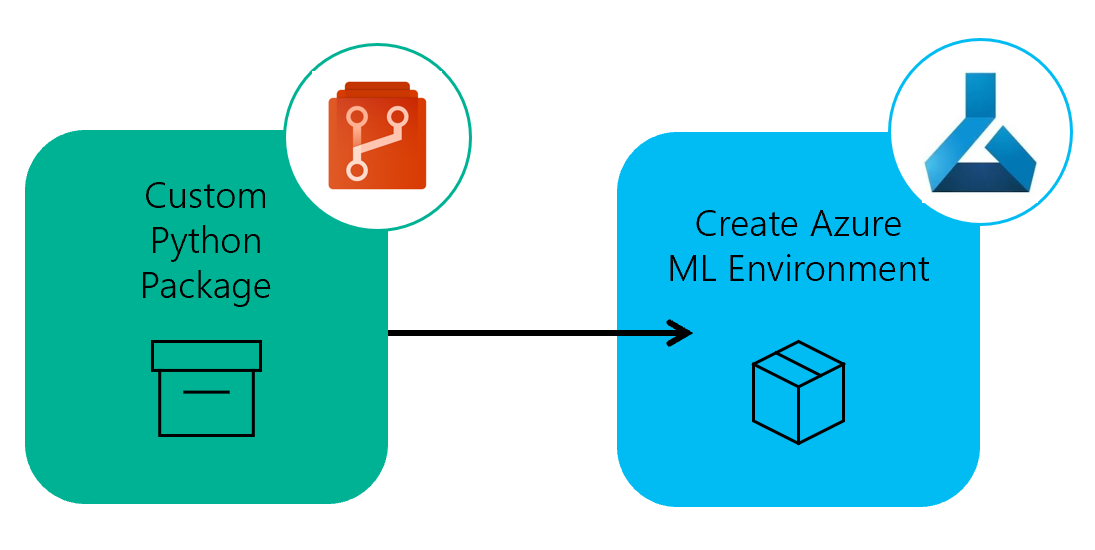 Custom
Python
Package
Create Azure
ML Environment